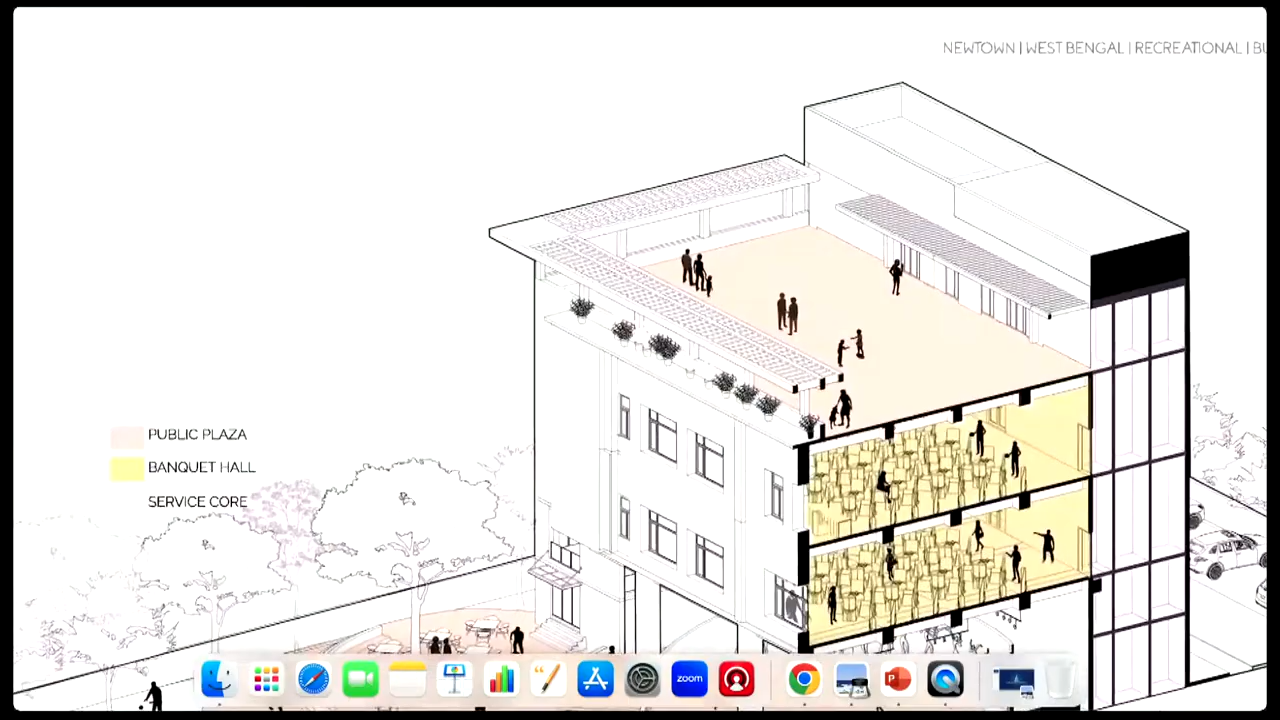 NEWTOWN | WEST BENGAL | RECREATIONAL |
PUBLIC PLAZA
BANQUET HALL
SERVICE CORE
zoom